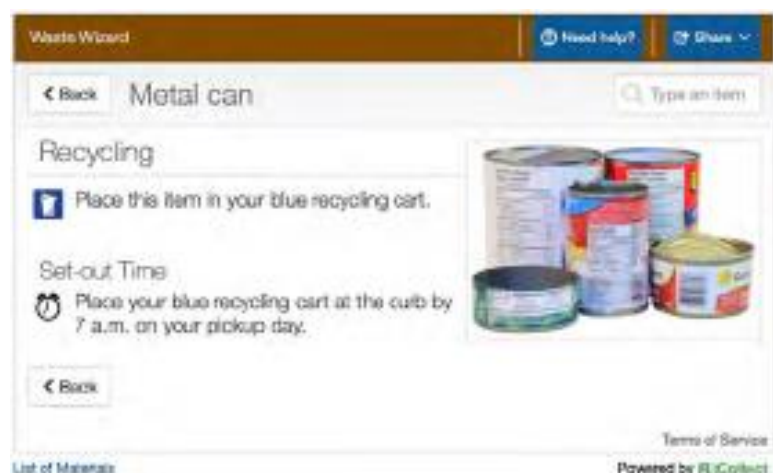 Waste Wizard
Need help?
Share
Back
Metal can
Type an item
Recycling
Place this item in your blue recycling cart.
Set-out Time
Place your blue recycling cart at the curb by
7 a.m. on your pickup day.
Back
Terms of Service
List of Materials
Powered by ReCollect